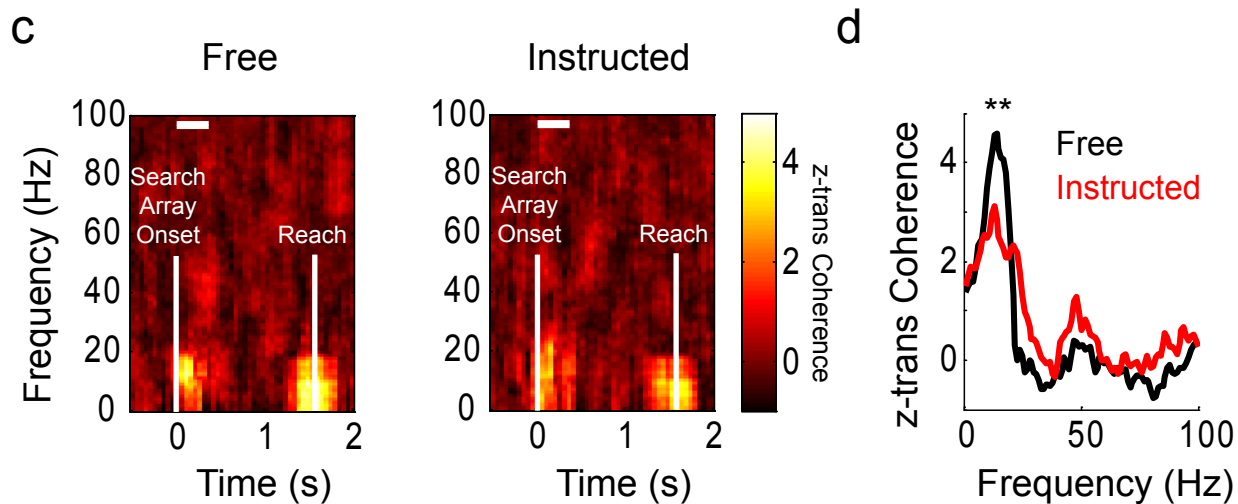 c
Free
Instructed
100
80
60
40
20
0
Frequency (Hz)
Search
Array
Onset
Reach
0
1
2
Time (s)
100
80
60
40
20
0
Search
Array
Onset
Reach
0
1
2
Time (s)
4
2
0
z-trans Coherence
d
**
Free
Instructed
4
2
0
z-trans Coherence
0
50
100
Frequency (Hz)